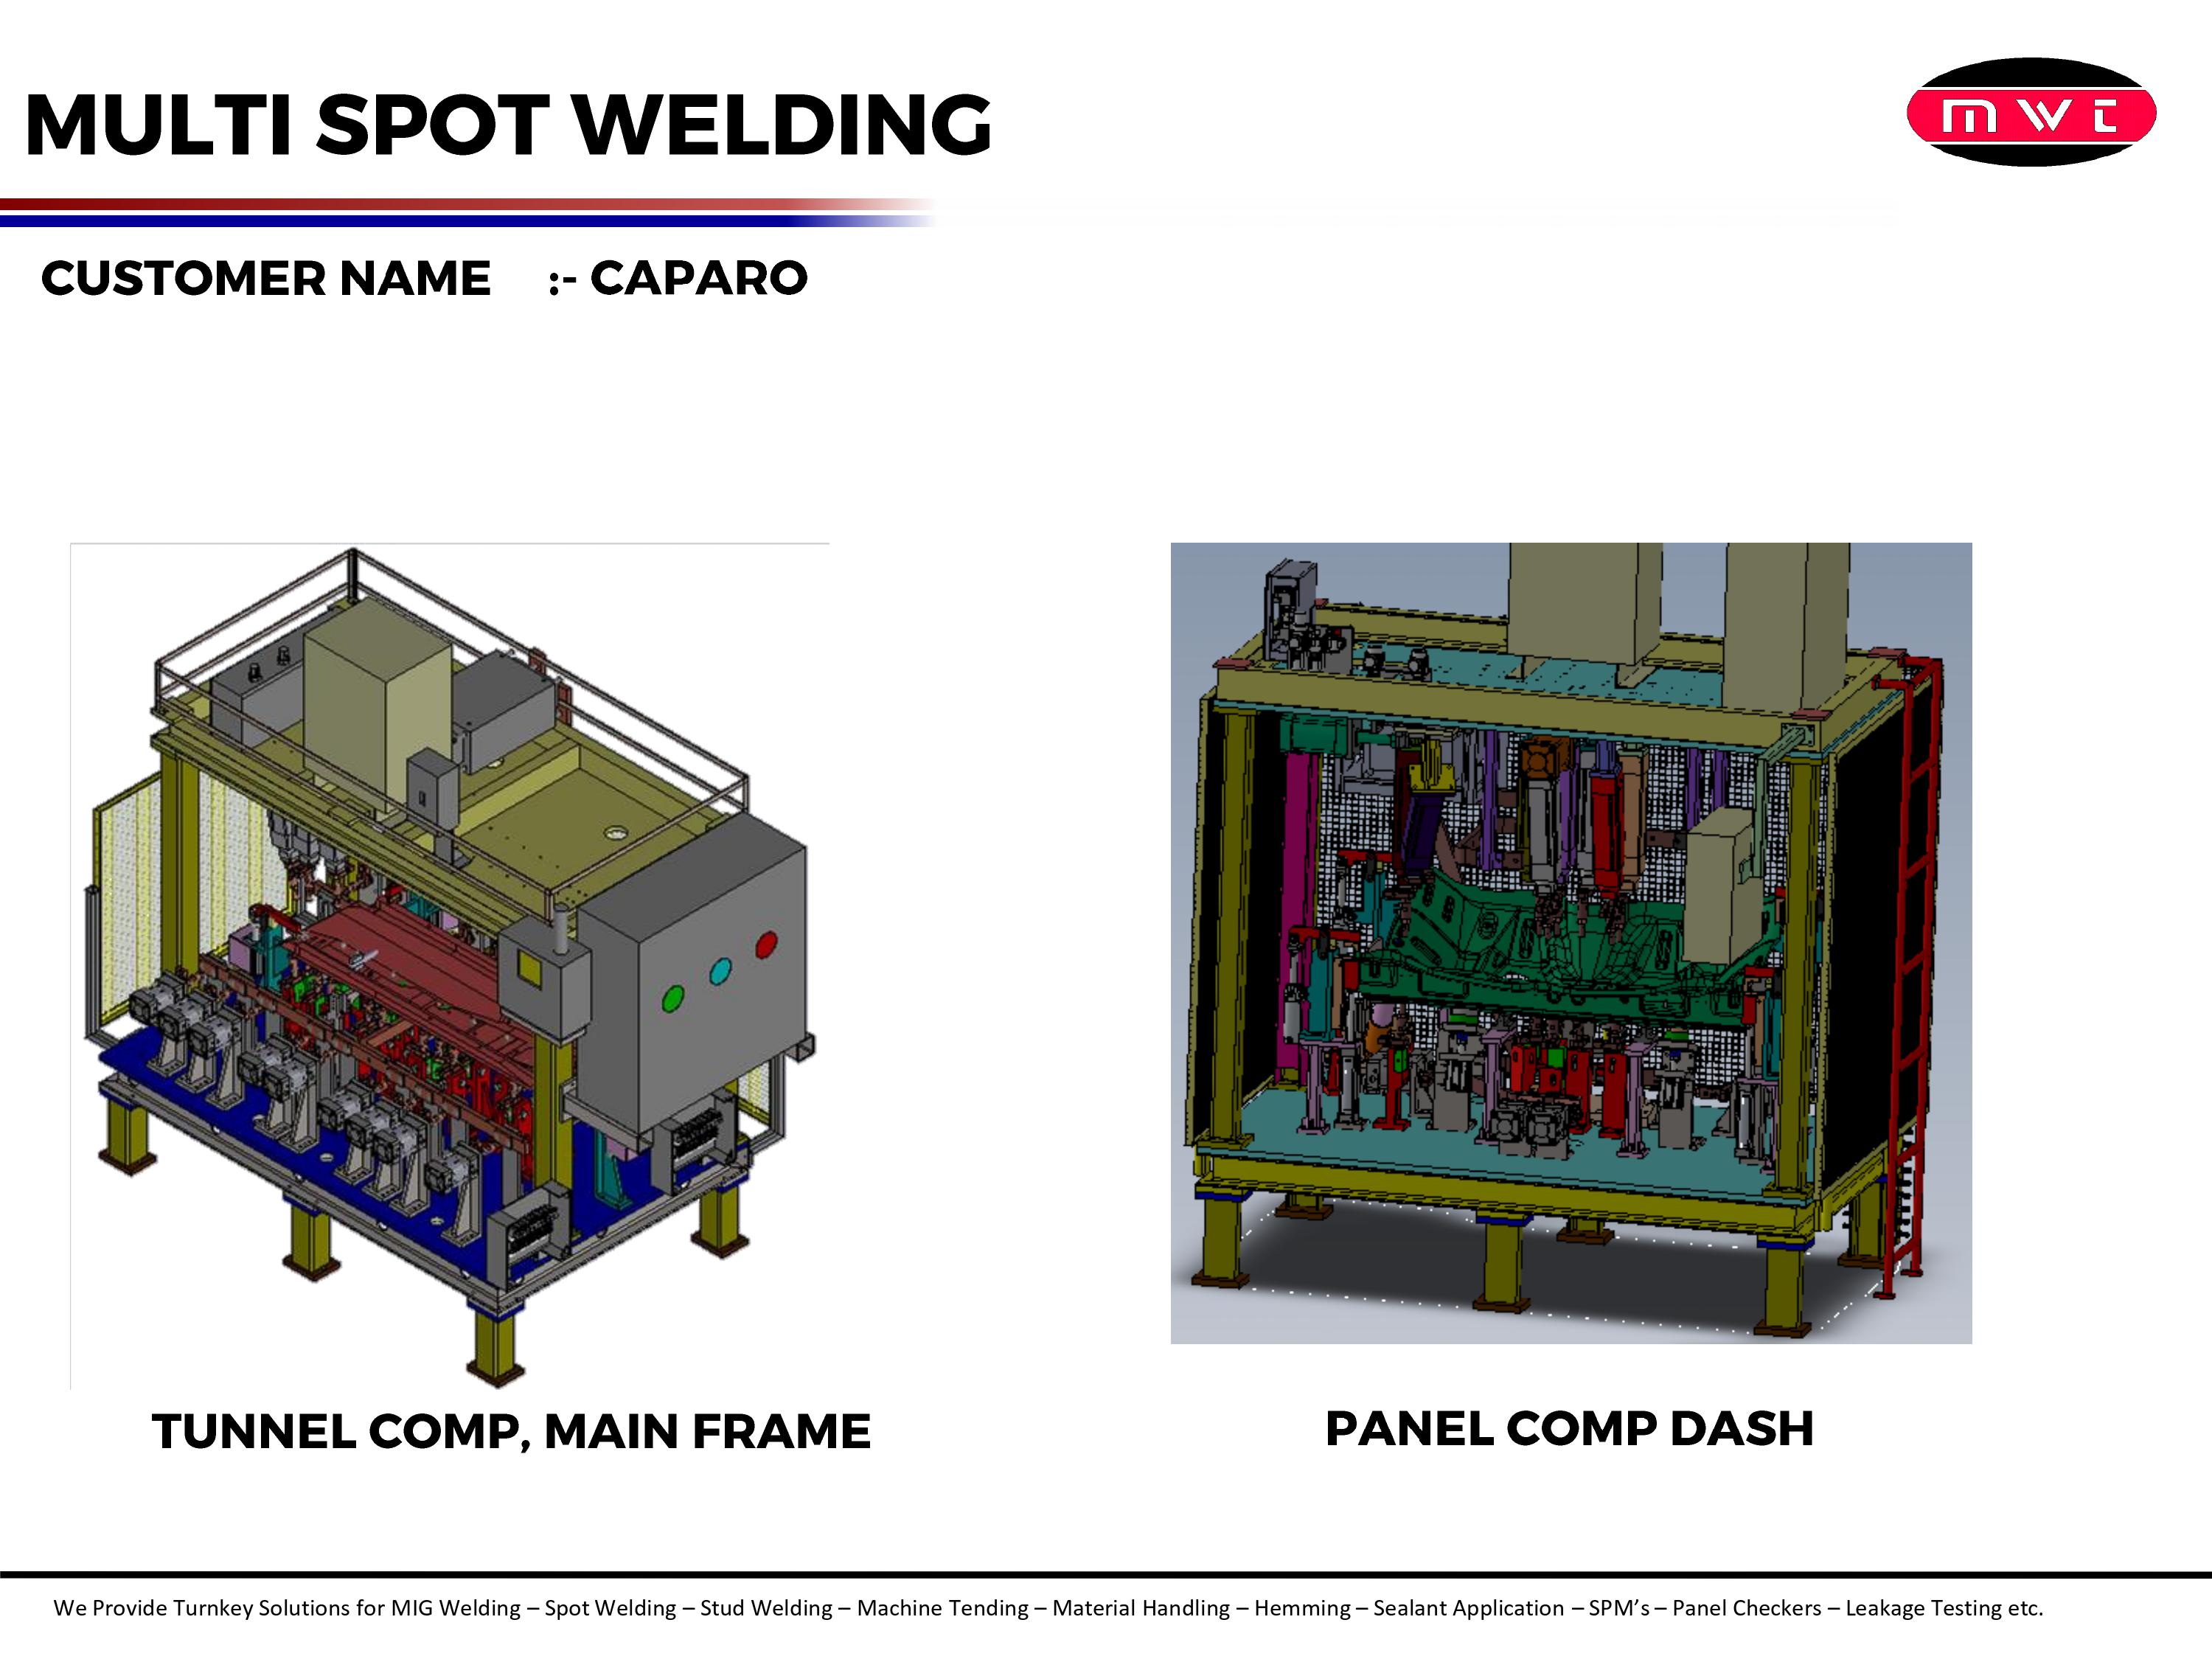 MULTI SPOT WELDING
mwt
CUSTOMER NAME :- CAPARO
TUNNEL COMP, MAIN FRAME
PANEL COMP DASH
We Provide Turnkey Solutions for MIG Welding – Spot Welding – Stud Welding – Machine Tending – Material Handling – Hemming – Sealant Application – SPM’s – Panel Checkers – Leakage Testing etc.